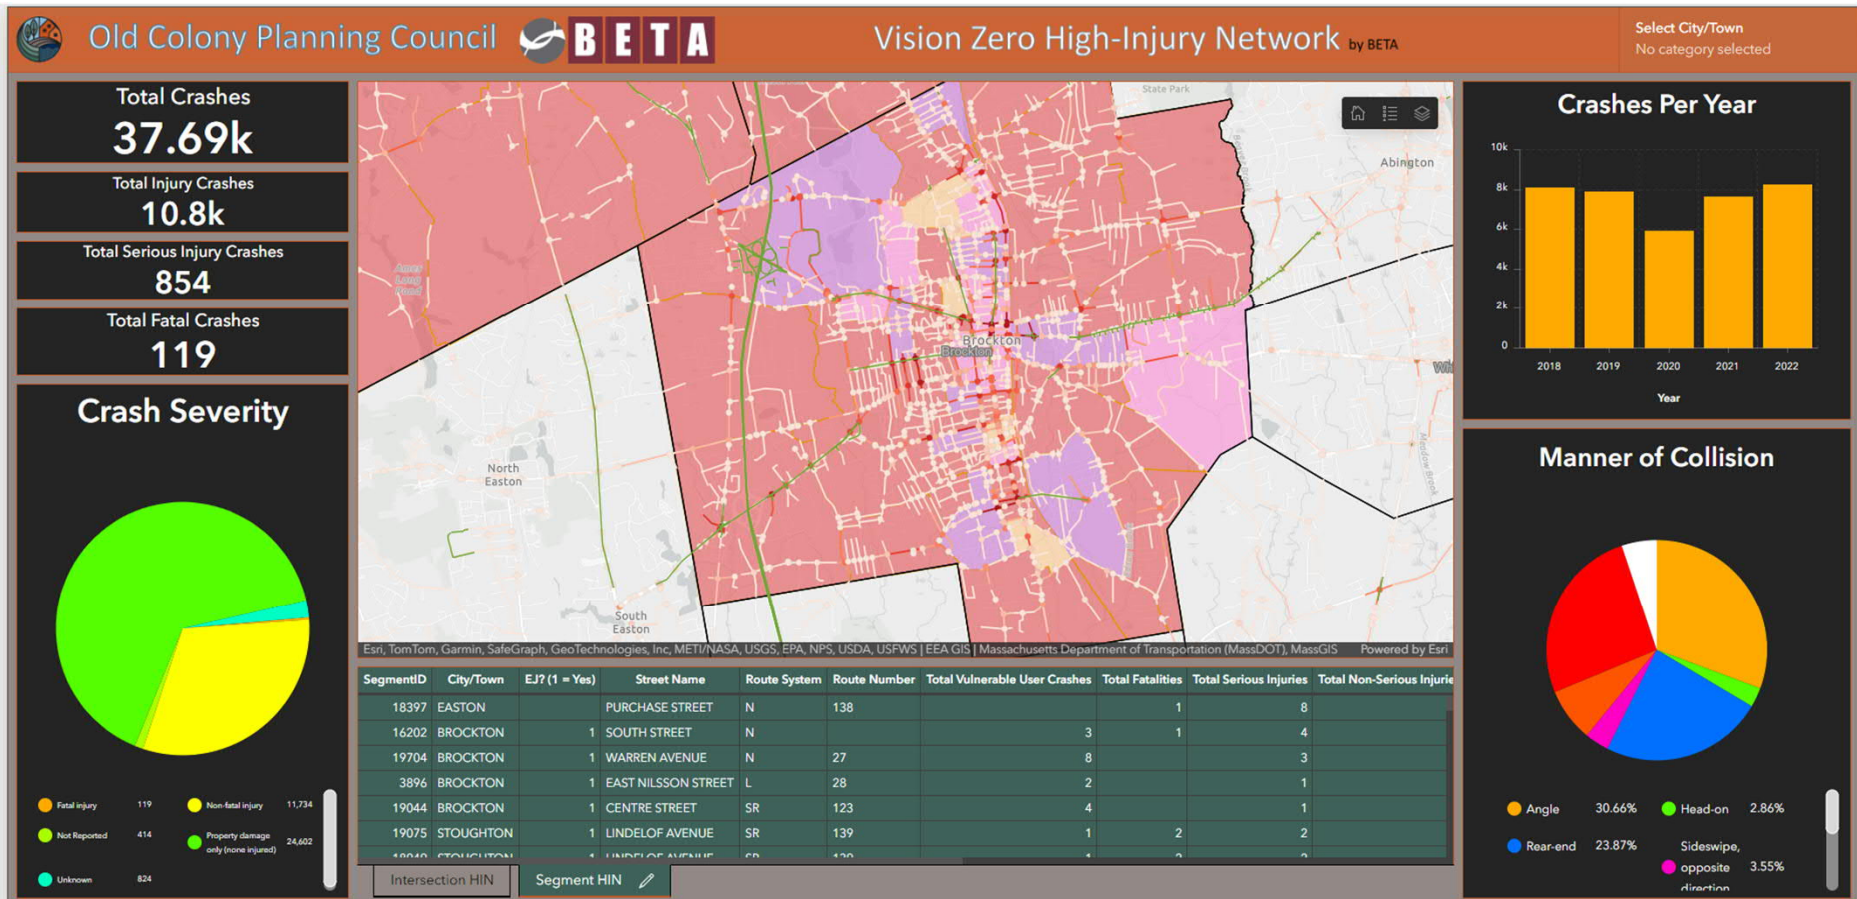 Old Colony Planning Council
BETA
Vision Zero High-Injury Network by BETA
Select City/Town
No category selected
Total Crashes
37.69k
Total Injury Crashes
10.8k
Total Serious Injury Crashes
854
Total Fatal Crashes
119
Crash Severity
Fatal injury 119
Non-fatal injury 11,734
Not Reported 414
Property damage only (none injured) 24,602
Unknown 824
State Park
Abington
Ames
Long
Pond
Brockton
Brockton
North
Easton
South
Easton
Meadow Brook
Esri, TomTom, Garmin, SafeGraph, GeoTechnologies, Inc, METI/NASA, USGS, EPA, NPS, USDA, USFWS | EEA GIS | Massachusetts Department of Transportation (MassDOT), MassGIS Powered by Esri
SegmentID City/Town EJ? (1 = Yes) Street Name Route System Route Number Total Vulnerable User Crashes Total Fatalities Total Serious Injuries Total Non-Serious Injurie
18397 EASTON PURCHASE STREET N 138 1 8
16202 BROCKTON 1 SOUTH STREET N 3 1 4
19704 BROCKTON 1 WARREN AVENUE N 27 8 3
3896 BROCKTON 1 EAST NILSSON STREET L 28 2 1
19044 BROCKTON 1 CENTRE STREET SR 123 4 1
19075 STOUGHTON 1 LINDELOF AVENUE SR 139 1 2 2
Intersection HIN
Segment HIN
Crashes Per Year
10k
8k
6k
4k
2k
0
2018 2019 2020 2021 2022
Year
Manner of Collision
Angle 30.66%
Head-on 2.86%
Rear-end 23.87%
Sideswipe,
opposite 3.55%
direction